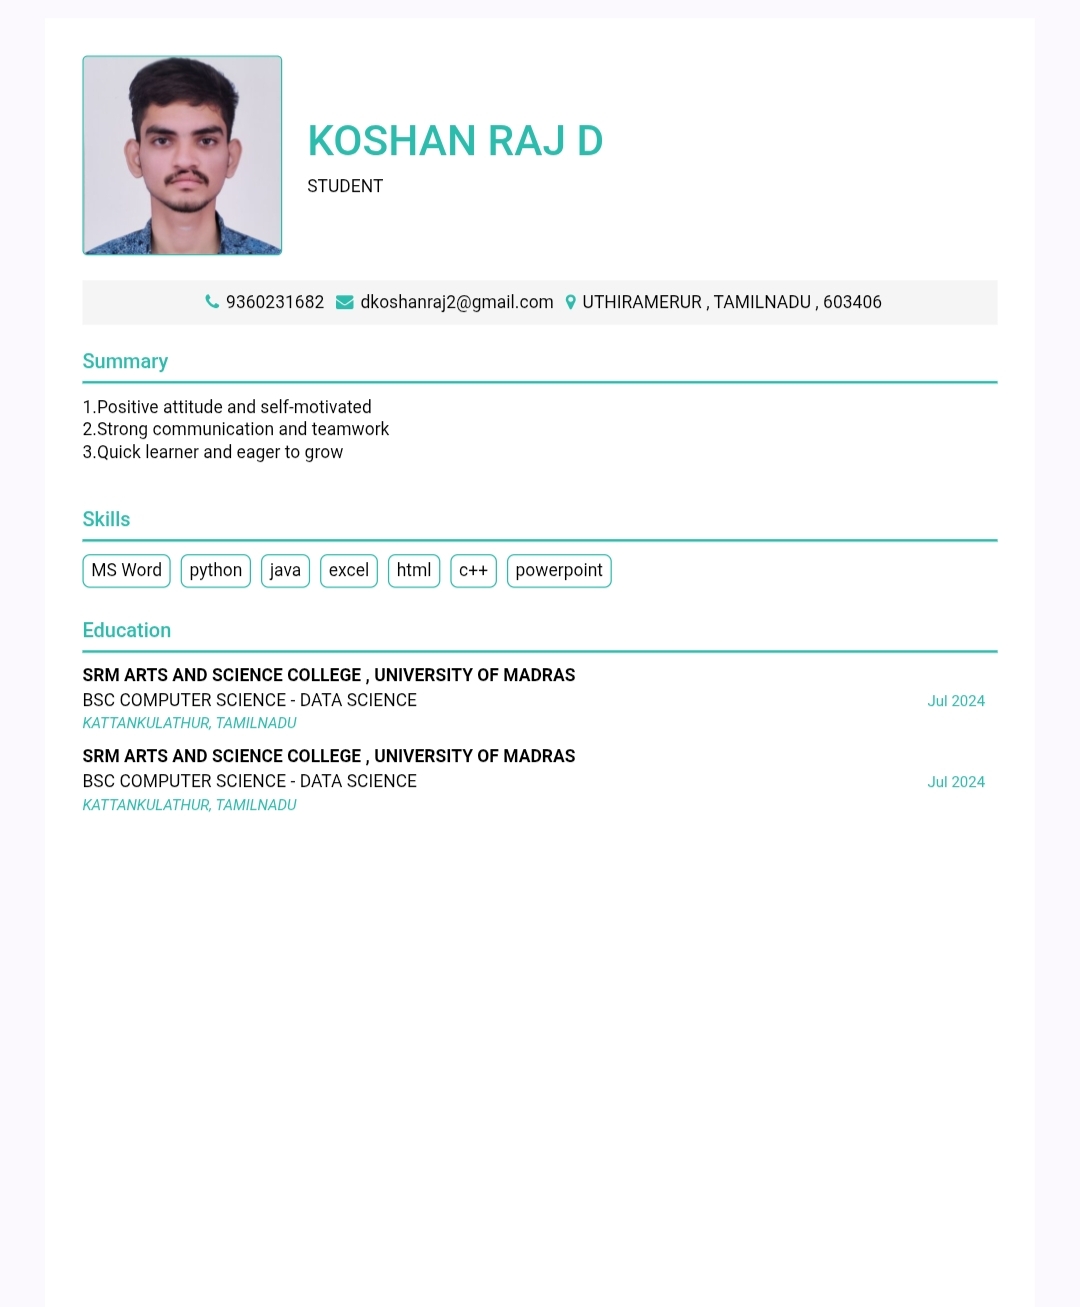 KOSHAN RAJ D
STUDENT
9360231682 dkoshanraj2@gmail.com UTHIRAMERUR , TAMILNADU , 603406
Summary
1.Positive attitude and self-motivated
2.Strong communication and teamwork
3.Quick learner and eager to grow
Skills
MS Word python java excel html c++ powerpoint
Education
SRM ARTS AND SCIENCE COLLEGE , UNIVERSITY OF MADRAS
BSC COMPUTER SCIENCE - DATA SCIENCE Jul 2024
KATTANKULATHUR, TAMILNADU
SRM ARTS AND SCIENCE COLLEGE , UNIVERSITY OF MADRAS
BSC COMPUTER SCIENCE - DATA SCIENCE Jul 2024
KATTANKULATHUR, TAMILNADU